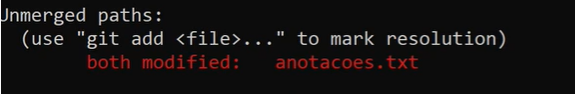 Unmerged paths:
(use "git add <file>..." to mark resolution)
both modified: anotacoes.txt